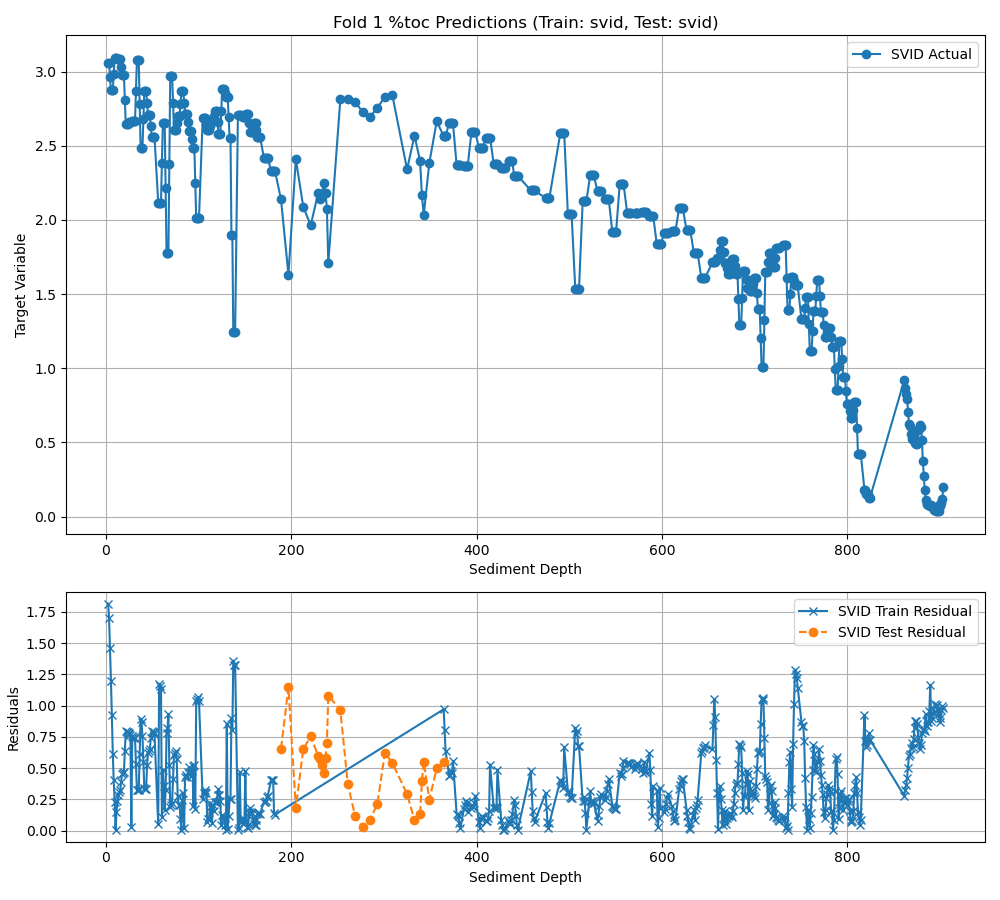 Fold 1 %toc Predictions (Train: svid, Test: svid)
SVID Actual
Target Variable
3.0
2.5
2.0
1.5
1.0
0.5
0.0
0 200 400 600 800
Sediment Depth
SVID Train Residual
SVID Test Residual
Residuals
1.75
1.50
1.25
1.00
0.75
0.50
0.25
0.00
0 200 400 600 800
Sediment Depth